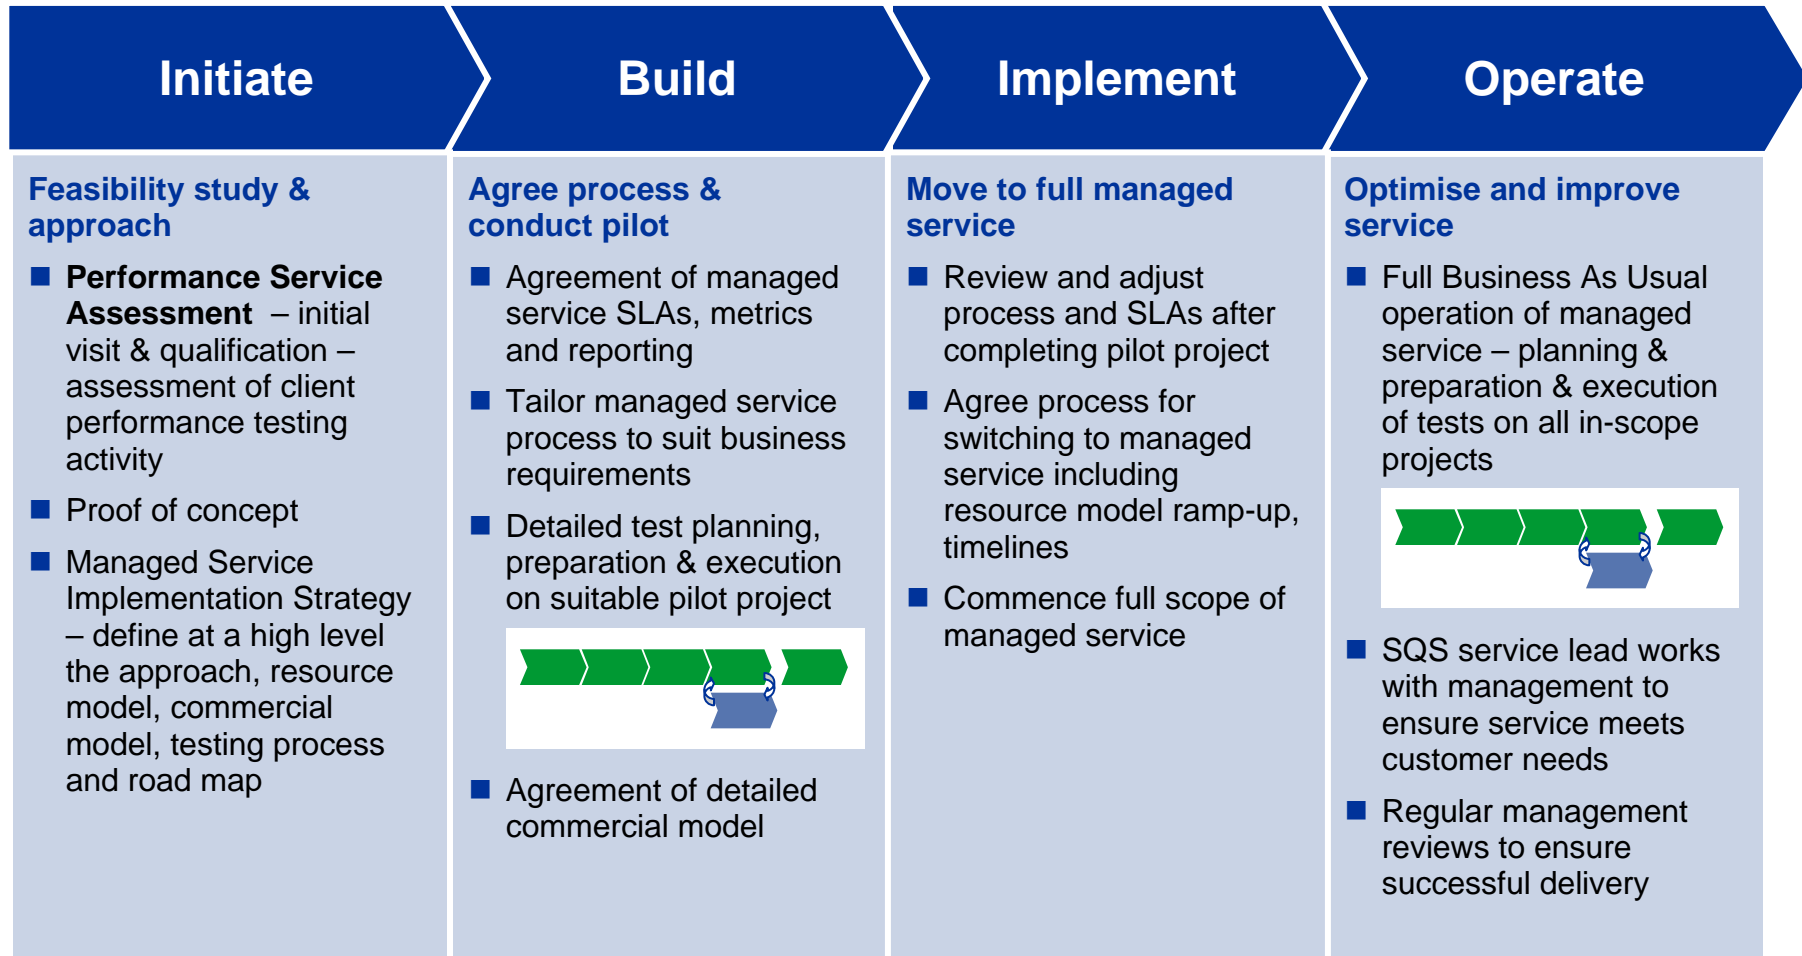 Initiate
Build
Implement
Operate
Feasibility study &
approach
Performance Service
Assessment – initial
visit & qualification –
assessment of client
performance testing
activity
Proof of concept
Managed Service
Implementation Strategy
– define at a high level
the approach, resource
model, commercial
model, testing process
and road map
Agree process &
conduct pilot
Agreement of managed
service SLAs, metrics
and reporting
Tailor managed service
process to suit business
requirements
Detailed test planning,
preparation & execution
on suitable pilot project
Agreement of detailed
commercial model
Move to full managed
service
Review and adjust
process and SLAs after
completing pilot project
Agree process for
switching to managed
service including
resource model ramp-up,
timelines
Commence full scope of
managed service
Optimise and improve
service
Full Business As Usual
operation of managed
service – planning &
preparation & execution
of tests on all in-scope
projects
SQS service lead works
with management to
ensure service meets
customer needs
Regular management
reviews to ensure
successful delivery